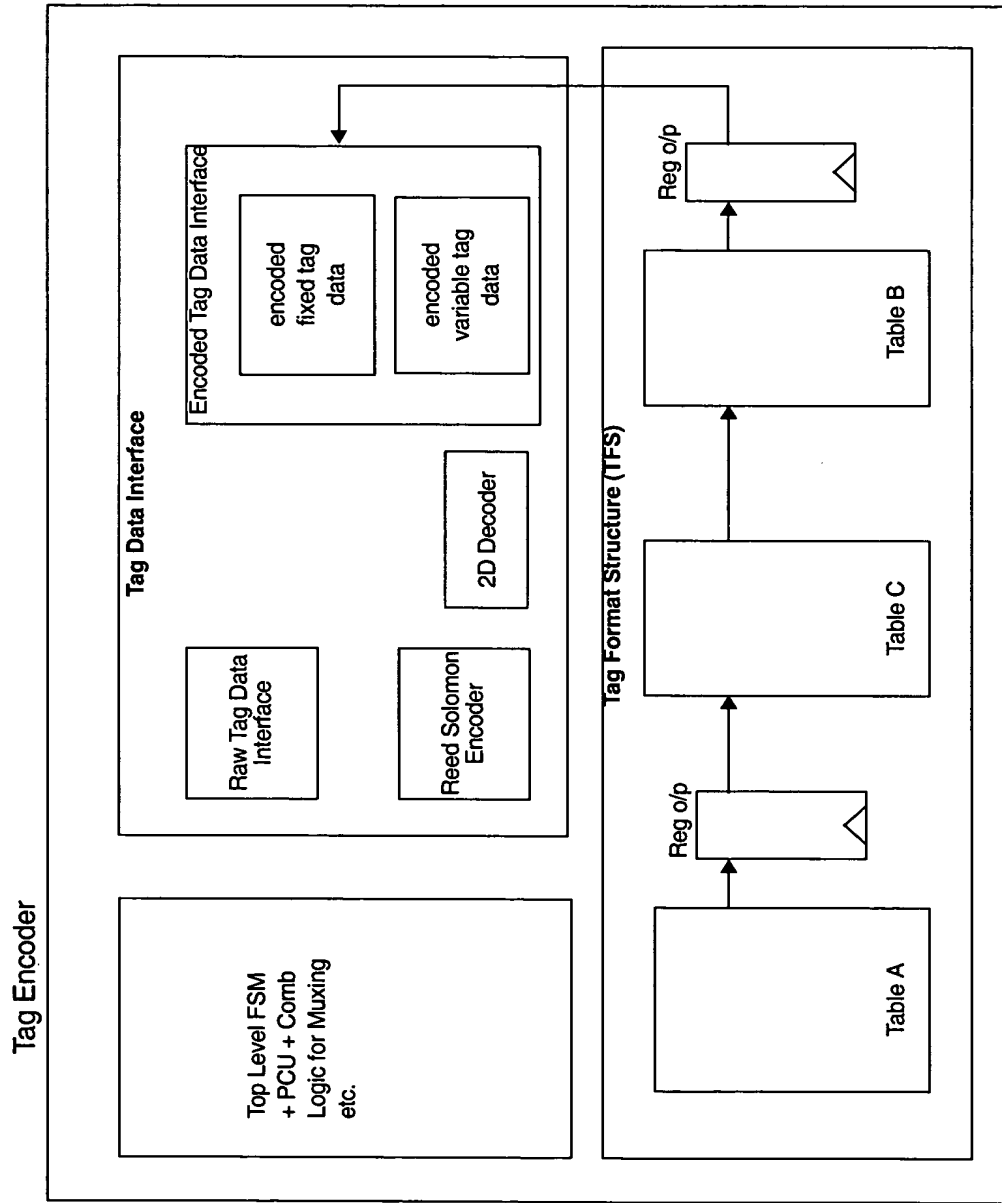 Tag Encoder
Top Level FSM
+ PCU + Comb
Logic for Muxing
etc.
Tag Data Interface
Raw Tag Data
Interface
Reed Solomon
Encoder
2D Decoder
Encoded Tag Data Interface
encoded
fixed tag
data
encoded
variable tag
data
Tag Format Structure (TFS)
Table A
Reg o/p
Table C
Table B
Reg o/p